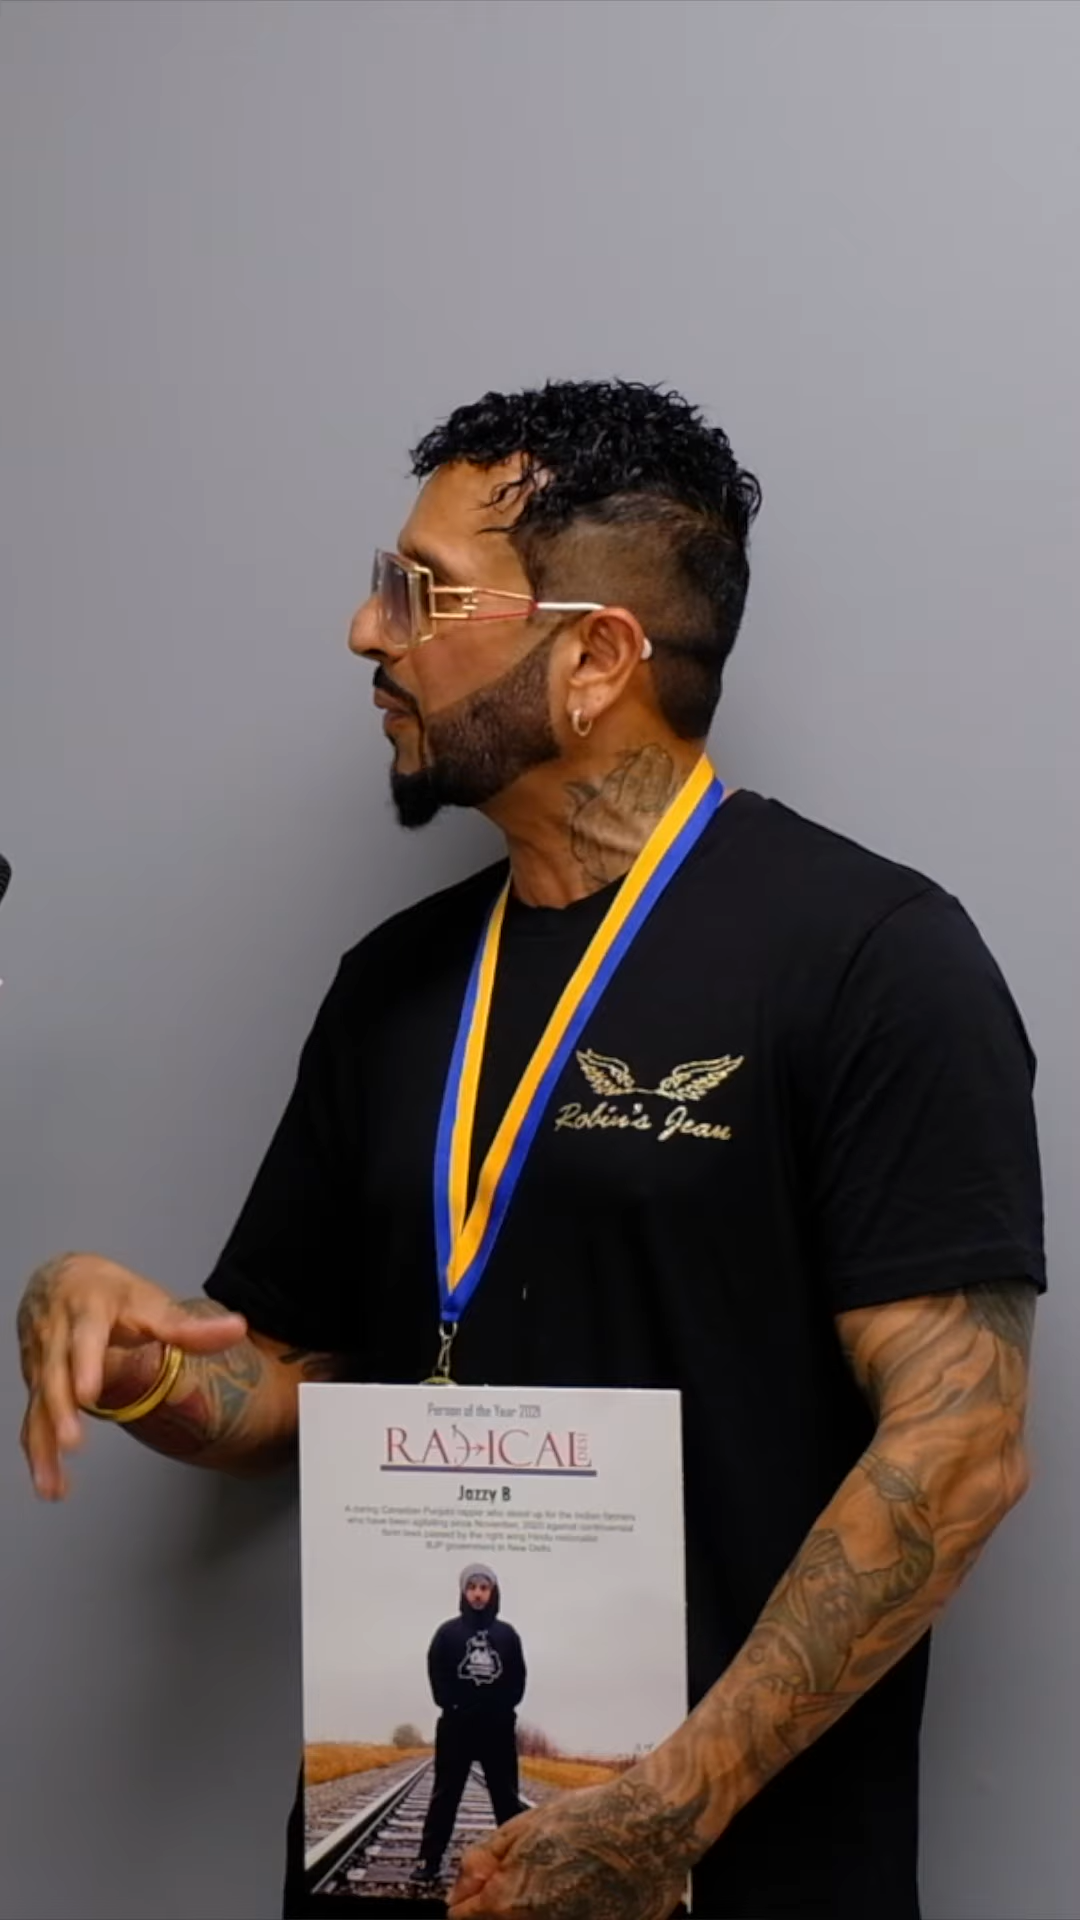 Robin's Jean
Person of the Year 2021
RADICAL
DESI
Jazzy B
A daring Canadian Punjabi rapper who stood up for the Indian farmers
who have been agitating since November, 2020 against controversial
farm laws passed by the right wing Hindu nationalist
BJP government in New Delhi.